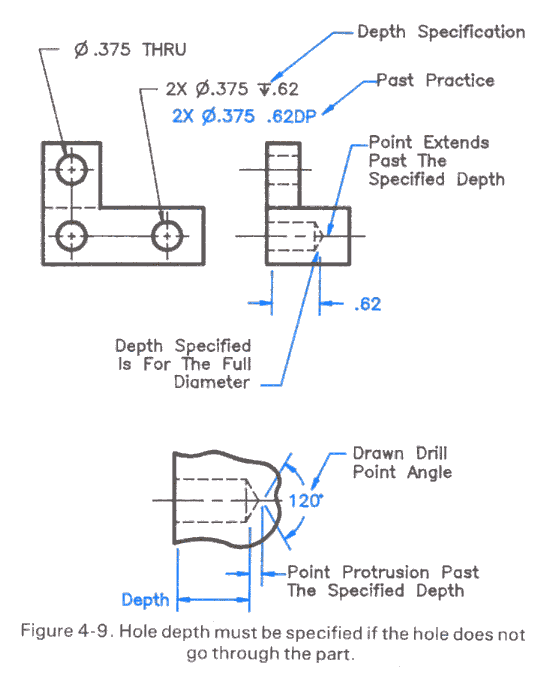 Depth Specification
Ø.375 THRU
2X Ø.375 ↧.62
Past Practice
2X Ø.375 .62DP
Point Extends
Past The
Specified Depth
.62
Depth Specified
Is For The Full
Diameter
Drawn Drill
Point Angle
120°
Point Protrusion Past
The Specified Depth
Depth
Figure 4-9. Hole depth must be specified if the hole does not
go through the part.